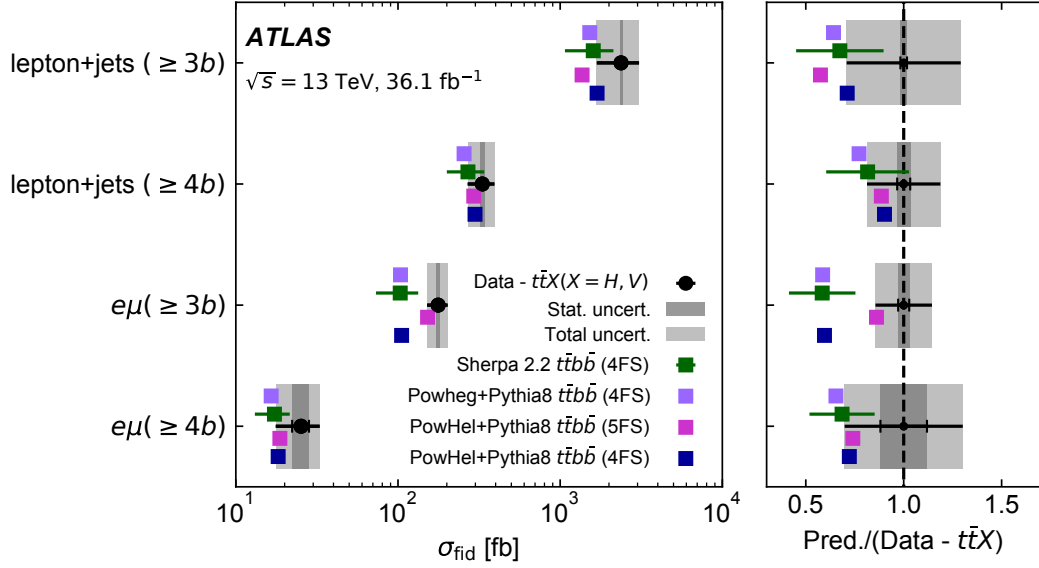 ATLAS
√s = 13 TeV, 36.1 fb⁻¹
lepton+jets ( ≥ 3b)
lepton+jets ( ≥ 4b)
eμ( ≥ 3b)
eμ( ≥ 4b)
Data - tt̄X(X = H, V)
Stat. uncert.
Total uncert.
Sherpa 2.2 tt̄bb̄ (4FS)
Powheg+Pythia8 tt̄bb̄ (4FS)
PowHel+Pythia8 tt̄bb̄ (5FS)
PowHel+Pythia8 tt̄bb̄ (4FS)
10¹ 10² 10³ 10⁴
σfid [fb]
0.5 1.0 1.5
Pred./(Data - tt̄X)